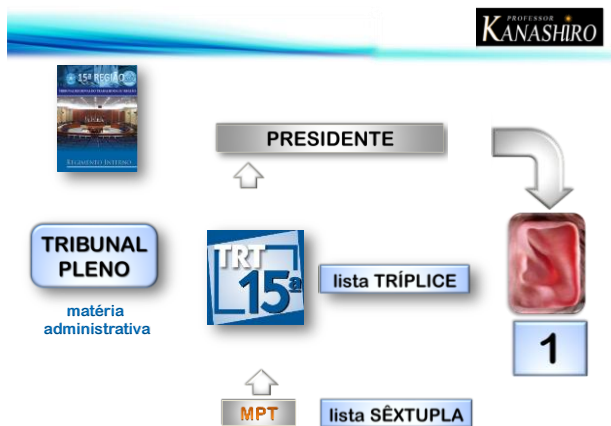 PROFESSOR
KANASHIRO
15ª REGIÃO
REGIMENTO INTERNO
PRESIDENTE
TRIBUNAL
PLENO
matéria
administrativa
TRT
15ª
lista TRÍPLICE
1
MPT
lista SÊXTUPLA